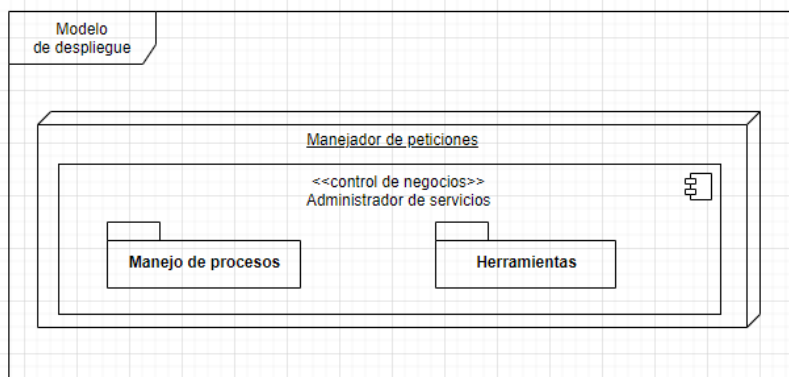 Modelo
de despliegue
Manejador de peticiones
<<control de negocios>>
Administrador de servicios
Manejo de procesos
Herramientas